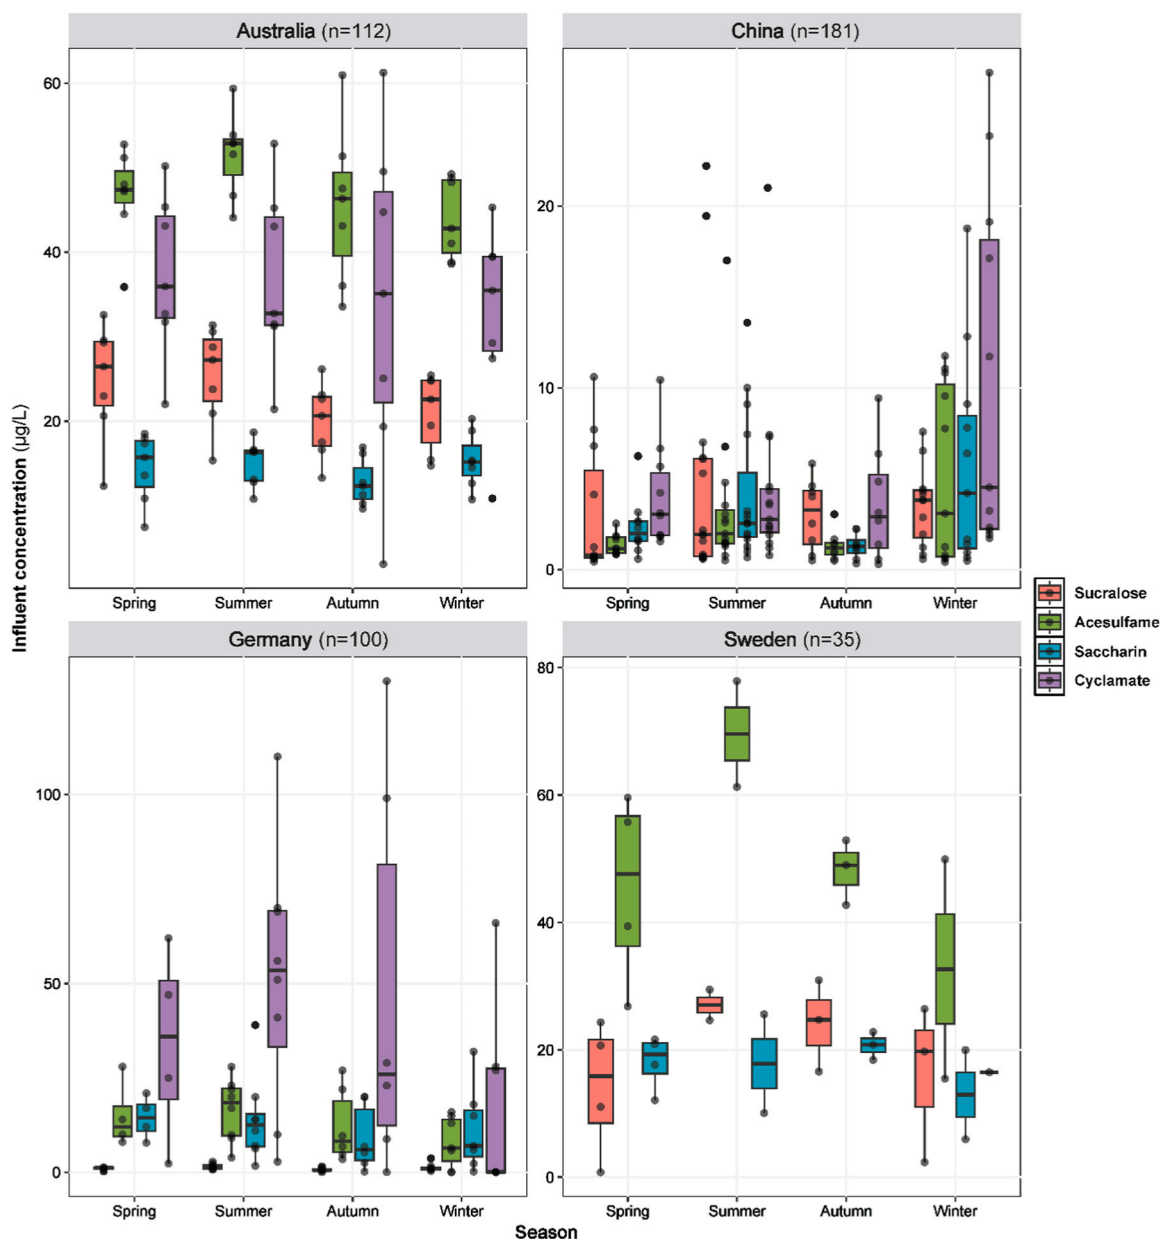 Australia (n=112)
China (n=181)
60
40
20
20
10
0
Spring
Summer
Autumn
Winter
Spring
Summer
Autumn
Winter
Influent concentration (µg/L)
Germany (n=100)
Sweden (n=35)
100
50
0
80
60
40
20
0
Spring
Summer
Autumn
Winter
Spring
Summer
Autumn
Winter
Season
Sucralose
Acesulfame
Saccharin
Cyclamate